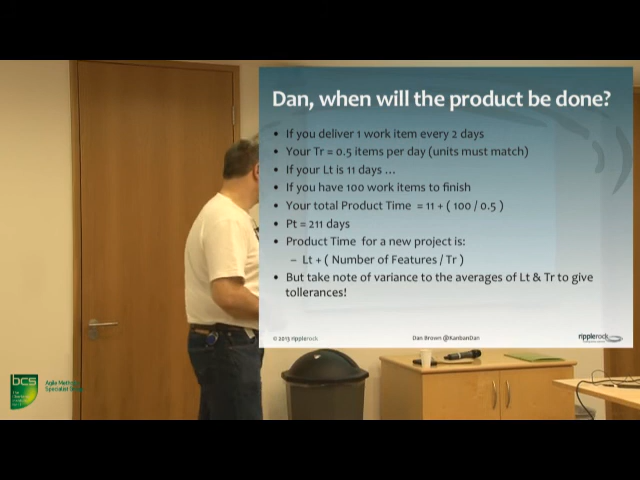 Dan, when will the product be done?
• If you deliver 1 work item every 2 days
• Your Tr = 0.5 items per day (units must match)
• If your Lt is 11 days ...
• If you have 100 work items to finish
• Your total Product Time = 11 + ( 100 / 0.5 )
• Pt = 211 days
• Product Time for a new project is:
– Lt + ( Number of Features / Tr )
• But take note of variance to the averages of Lt & Tr to give
tollerances!
© 2013 ripplerock
Dan Brown @KanbanDan
ripplerock
bcs
Agile Methods
Specialist